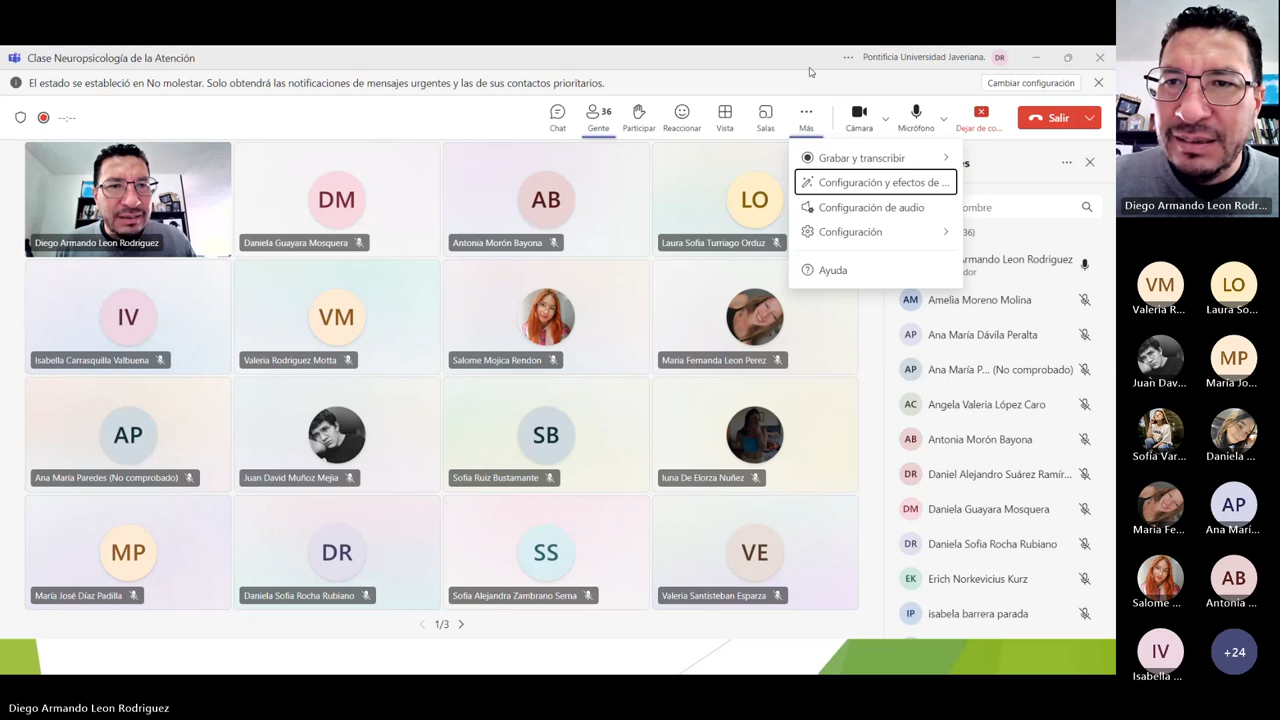 Clase Neuropsicología de la Atención
Pontificia Universidad Javeriana.
DR
El estado se estableció en No molestar. Solo obtendrá las notificaciones de mensajes urgentes y las de sus contactos prioritarios.
Cambiar configuración
--:--
Chat
36
Gente
Participar
Reaccionar
Vista
Salas
Más
Cámara
Micrófono
Dejar de co...
Salir
Grabar y transcribir
Configuración y efectos de ...
Configuración de audio
Configuración
Ayuda
Diego Armando Leon Rodriguez
DM
Daniela Guayara Mosquera
AB
Antonia Morón Bayona
LO
Laura Sofia Turriago Orduz
IV
Isabella Carrasquilla Valbuena
VM
Valeria Rodriguez Motta
Salome Mojica Rendon
Maria Fernanda Leon Perez
AP
Ana María Paredes (No comprobado)
Juan David Muñoz Mejia
SB
Sofia Ruiz Bustamante
Iuna De Elorza Nuñez
MP
María José Díaz Padilla
DR
Daniela Sofia Rocha Rubiano
SS
Sofia Alejandra Zambrano Serna
VE
Valeria Santisteban Esparza
1/3
es
ombre
36)
Armando Leon Rodriguez
dor
AM Amelia Moreno Molina
AP Ana María Dávila Peralta
AP Ana María P... (No comprobado)
AC Angela Valeria López Caro
AB Antonia Morón Bayona
DR Daniel Alejandro Suárez Ramír...
DM Daniela Guayara Mosquera
DR Daniela Sofia Rocha Rubiano
EK Erich Norkevicius Kurz
IP isabela barrera parada
Diego Armando Leon Rodr...
VM
Valeria R...
LO
Laura So...
Juan Dav...
MP
María Jo...
Sofía Var...
Daniela ...
Maria Fe...
AP
Ana Marí...
Salome ...
AB
Antonia ...
IV
Isabella ...
+24
Diego Armando Leon Rodriguez